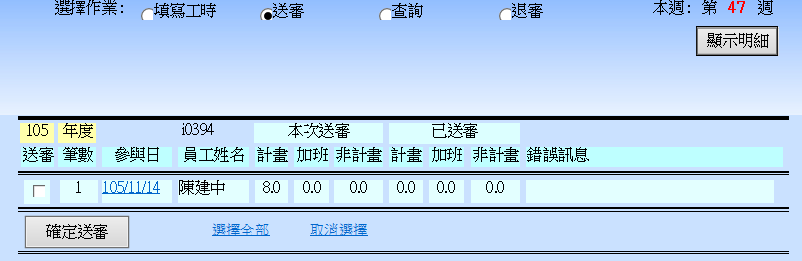 選擇作業: 填寫工時 送審 查詢 退審 本週: 第 47 週
顯示明細
105 年度 i0394 本次送審 已送審
送審 筆數 參與日 員工姓名 計畫 加班 非計畫 計畫 加班 非計畫 錯誤訊息
1 105/11/14 陳建中 8.0 0.0 0.0 0.0 0.0 0.0
確定送審 選擇全部 取消選擇